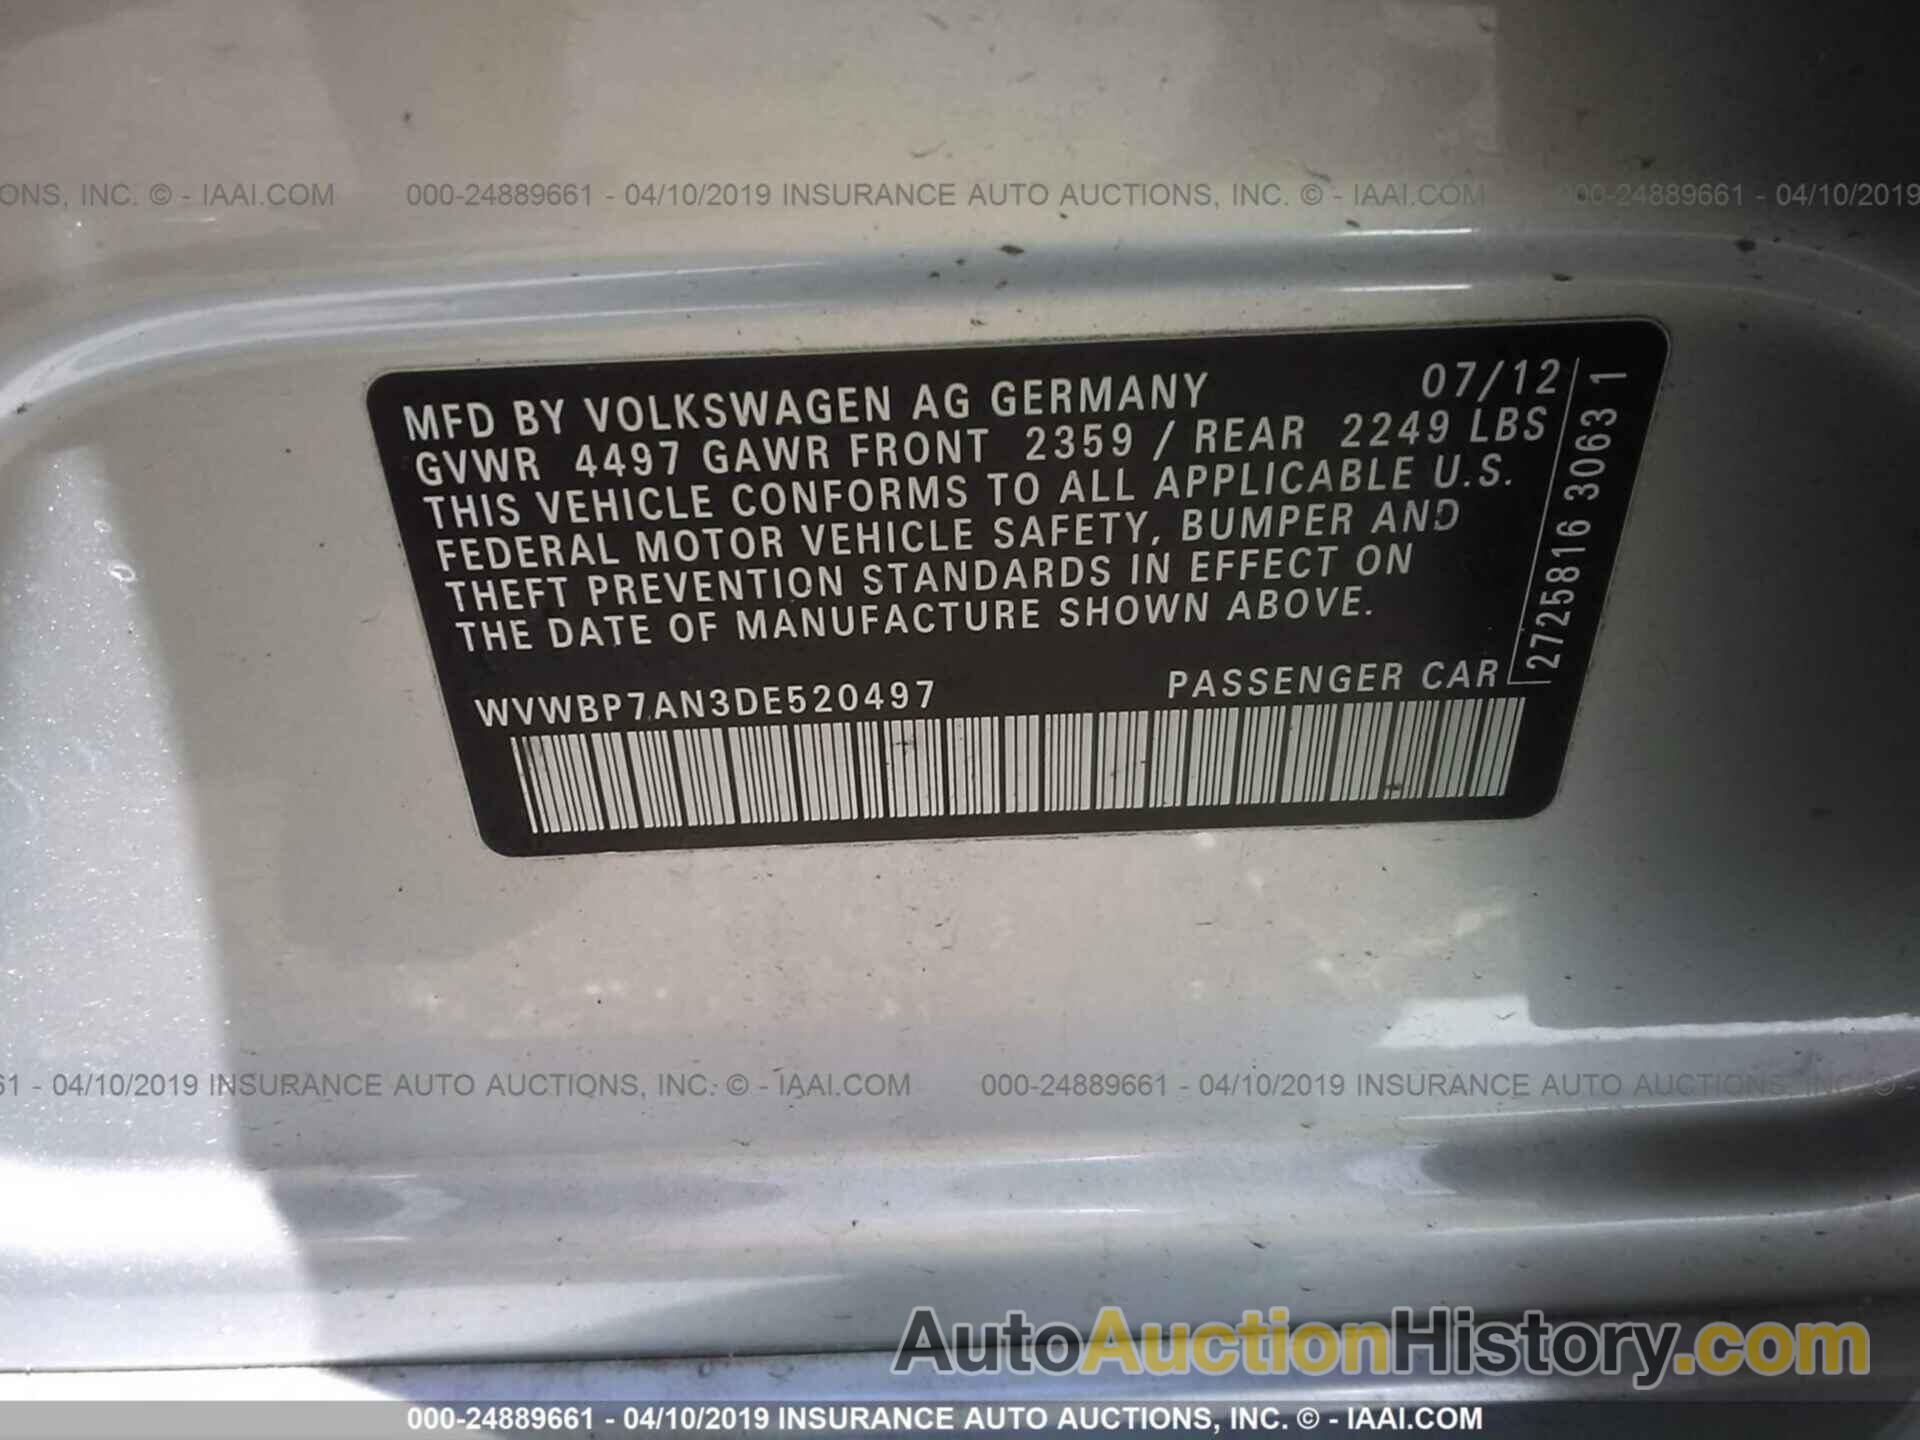 ONS, INC. © - IAAI.COM 000-24889661 - 04/10/2019 INSURANCE AUTO AUCTIONS, INC. © - IAAI.COM 000-24889661 - 04/10/2019
MFD BY VOLKSWAGEN AG GERMANY 07/12
GVWR 4497 GAWR FRONT 2359 / REAR 2249 LBS
THIS VEHICLE CONFORMS TO ALL APPLICABLE U.S.
FEDERAL MOTOR VEHICLE SAFETY, BUMPER AND
THEFT PREVENTION STANDARDS IN EFFECT ON
THE DATE OF MANUFACTURE SHOWN ABOVE.
WVWBP7AN3DE520497 PASSENGER CAR
27258816 3063 1
61 - 04/10/2019 INSURANCE AUTO AUCTIONS, INC. © - IAAI.COM 000-24889661 - 04/10/2019 INSURANCE AUTO AUCTIONS, INC. © -
AutoAuctionHistory.com
000-24889661 - 04/10/2019 INSURANCE AUTO AUCTIONS, INC. © - IAAI.COM